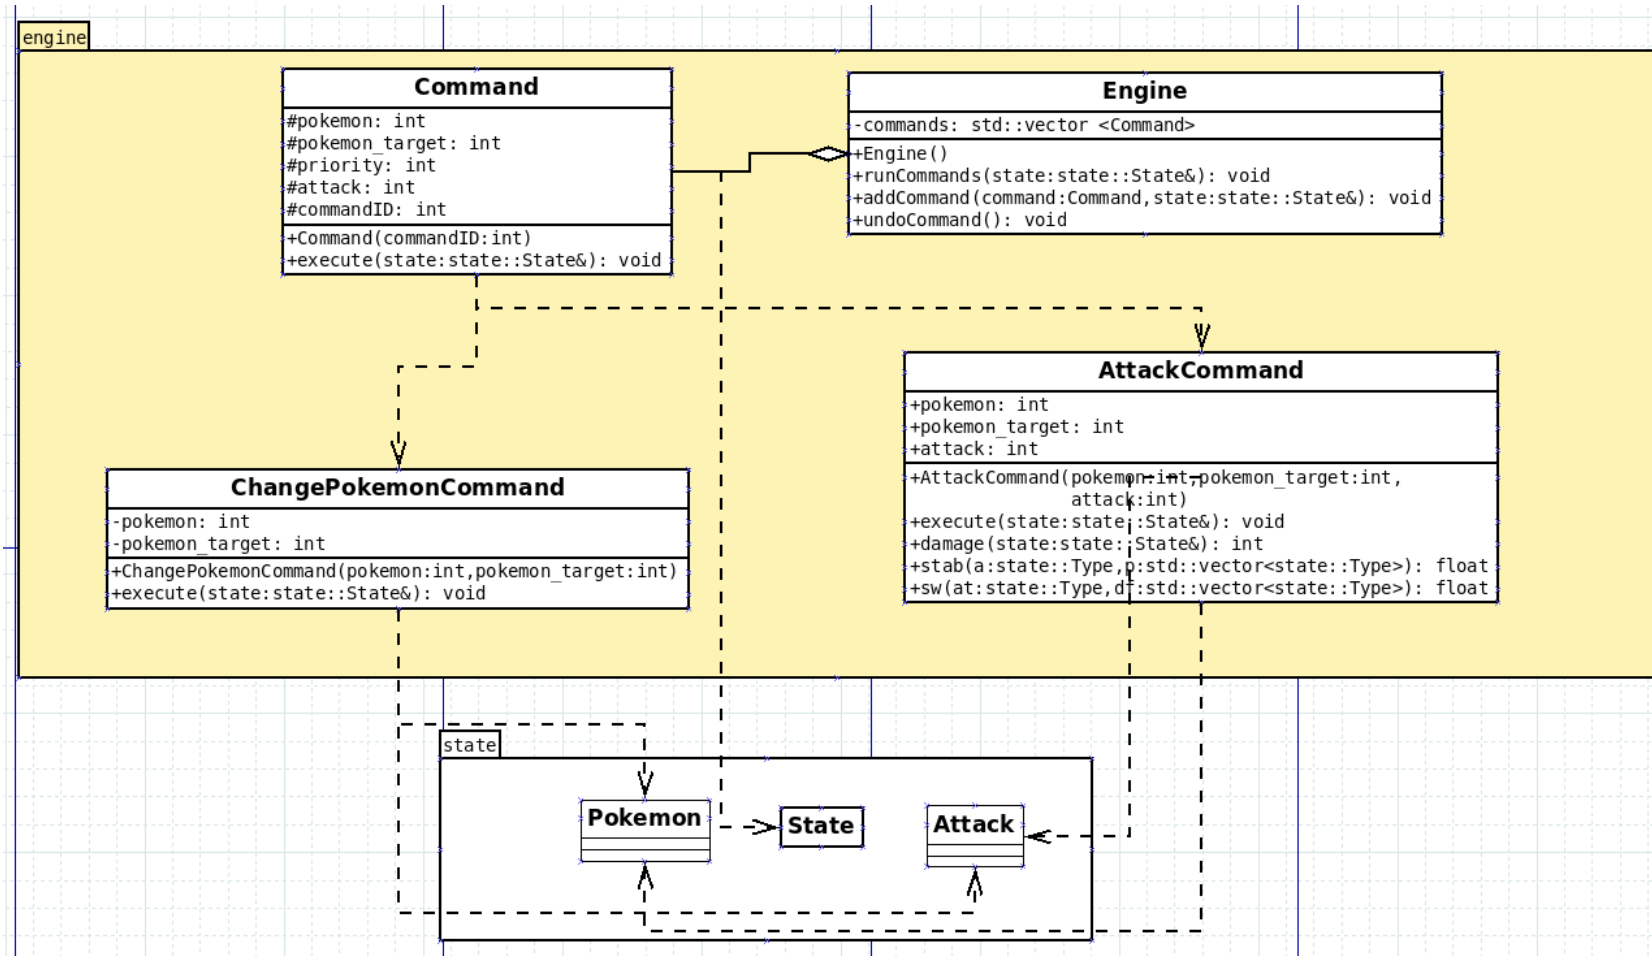 engine
Command
#pokemon: int
#pokemon_target: int
#priority: int
#attack: int
#commandID: int
+Command(commandID:int)
+execute(state:state::State&): void
Engine
-commands: std::vector <Command>
+Engine()
+runCommands(state:state::State&): void
+addCommand(command:Command,state:state::State&): void
+undoCommand(): void
AttackCommand
+pokemon: int
+pokemon_target: int
+attack: int
+AttackCommand(pokemon:int,pokemon_target:int,
attack:int)
+execute(state:state::State&): void
+damage(state:state::State&): int
+stab(a:state::Type,p:std::vector<state::Type>): float
+sw(at:state::Type,df:std::vector<state::Type>): float
ChangePokemonCommand
-pokemon: int
-pokemon_target: int
+ChangePokemonCommand(pokemon:int,pokemon_target:int)
+execute(state:state::State&): void
state
Pokemon
State
Attack